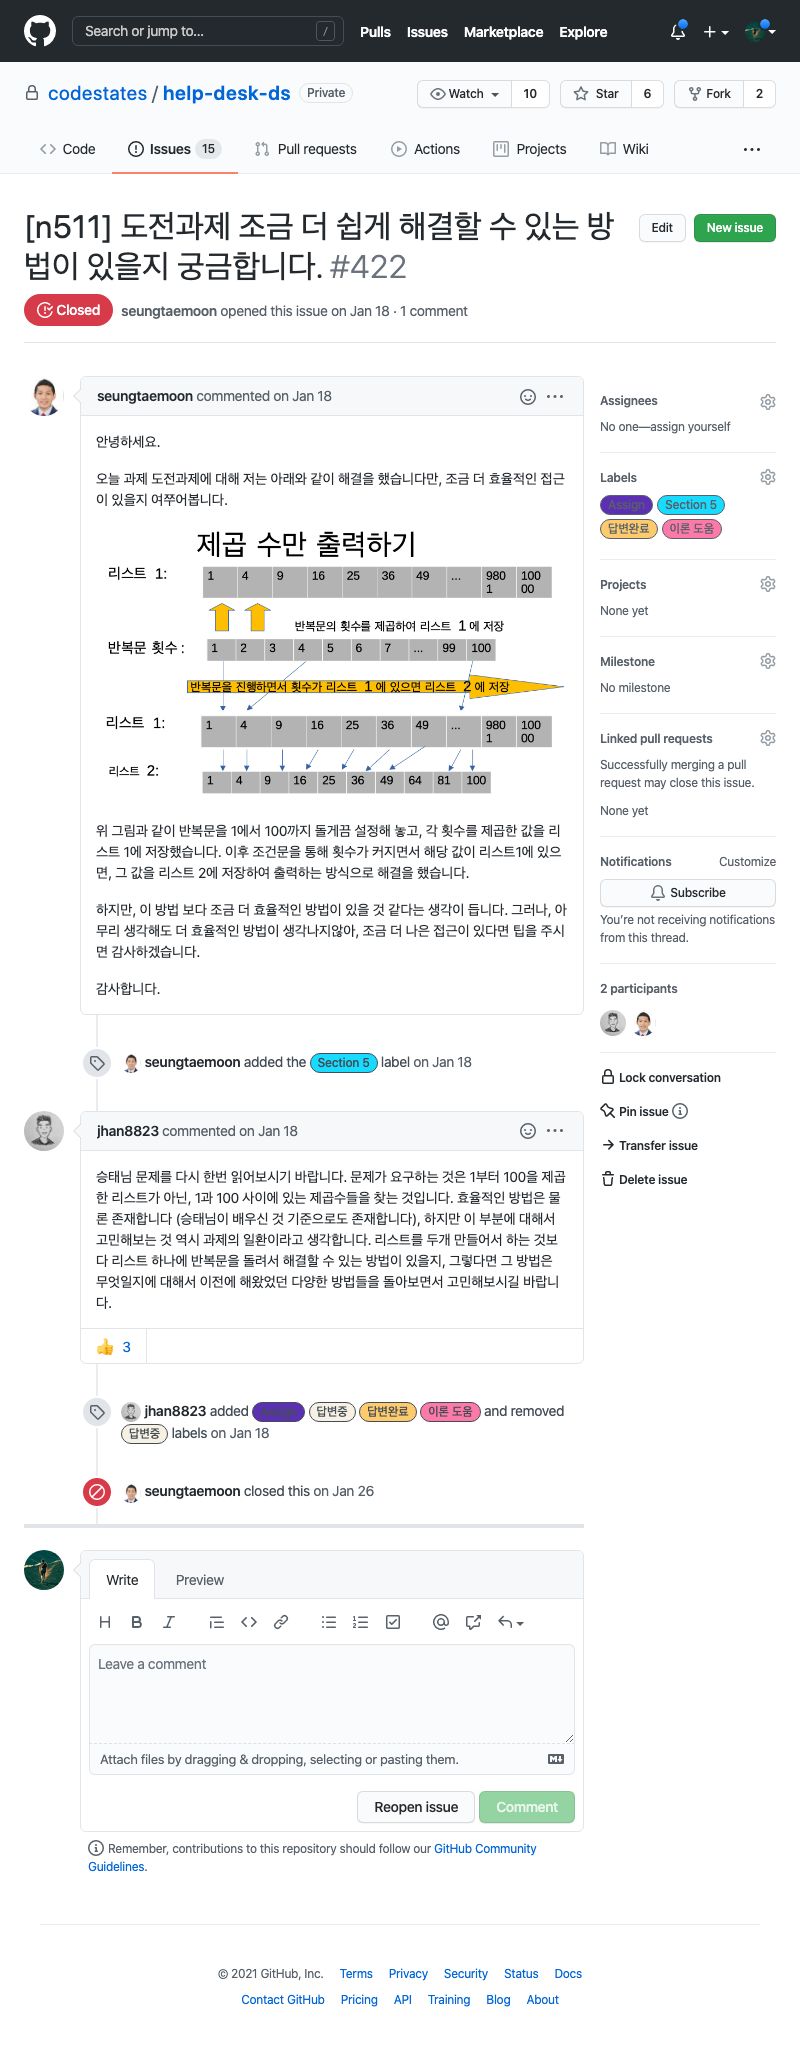 Search or jump to... /
Pulls Issues Marketplace Explore
codestates / help-desk-ds Private
Watch 10 Star 6 Fork 2
Code Issues 15 Pull requests Actions Projects Wiki ...
[n511] 도전과제 조금 더 쉽게 해결할 수 있는 방
법이 있을지 궁금합니다. #422
Edit New issue
Closed seungtaemoon opened this issue on Jan 18 · 1 comment
seungtaemoon commented on Jan 18
안녕하세요.
오늘 과제 도전과제에 대해 저는 아래와 같이 해결을 했습니다만, 조금 더 효율적인 접근
이 있을지 여쭈어봅니다.
제곱 수만 출력하기
리스트 1: 1 4 9 16 25 36 49 ... 980 100
1 00
반복문의 횟수를 제곱하여 리스트 1에 저장
반복문 횟수: 1 2 3 4 5 6 7 ... 99 100
반복문을 진행하면서 횟수가 리스트 1에 있으면 리스트 2에 저장
리스트 1: 1 4 9 16 25 36 49 ... 980 100
1 00
리스트 2: 1 4 9 16 25 36 49 64 81 100
위 그림과 같이 반복문을 1에서 100까지 돌게끔 설정해 놓고, 각 횟수를 제곱한 값을 리
스트 1에 저장했습니다. 이후 조건문을 통해 횟수가 커지면서 해당 값이 리스트1에 있으
면, 그 값을 리스트 2에 저장하여 출력하는 방식으로 해결을 했습니다.
하지만, 이 방법 보다 조금 더 효율적인 방법이 있을 것 같다는 생각이 듭니다. 그러나, 아
무리 생각해도 더 효율적인 방법이 생각나지않아, 조금 더 나은 접근이 있다면 팁을 주시
면 감사하겠습니다.
감사합니다.
seungtaemoon added the Section 5 label on Jan 18
jhan8823 commented on Jan 18
승태님 문제를 다시 한번 읽어보시기 바랍니다. 문제가 요구하는 것은 1부터 100을 제곱
한 리스트가 아닌, 1과 100 사이에 있는 제곱수들을 찾는 것입니다. 효율적인 방법은 물
론 존재합니다 (승태님이 배우신 것 기준으로도 존재합니다), 하지만 이 부분에 대해서
고민해보는 것 역시 과제의 일환이라고 생각합니다. 리스트를 두개 만들어서 하는 것보
다 리스트 하나에 반복문을 돌려서 해결할 수 있는 방법이 있을지, 그렇다면 그 방법은
무엇일지에 대해서 이전에 해왔었던 다양한 방법들을 돌아보면서 고민해보시길 바랍니
다.
3
jhan8823 added Assign 답변중 답변완료 이론 도움 and removed
답변중 labels on Jan 18
seungtaemoon closed this on Jan 26
Write Preview
Leave a comment
Attach files by dragging & dropping, selecting or pasting them.
Reopen issue Comment
Remember, contributions to this repository should follow our GitHub Community
Guidelines.
Assignees
No one—assign yourself
Labels
Assign Section 5
답변완료 이론 도움
Projects
None yet
Milestone
No milestone
Linked pull requests
Successfully merging a pull
request may close this issue.
None yet
Notifications Customize
Subscribe
You're not receiving notifications
from this thread.
2 participants
Lock conversation
Pin issue
Transfer issue
Delete issue
© 2021 GitHub, Inc. Terms Privacy Security Status Docs
Contact GitHub Pricing API Training Blog About